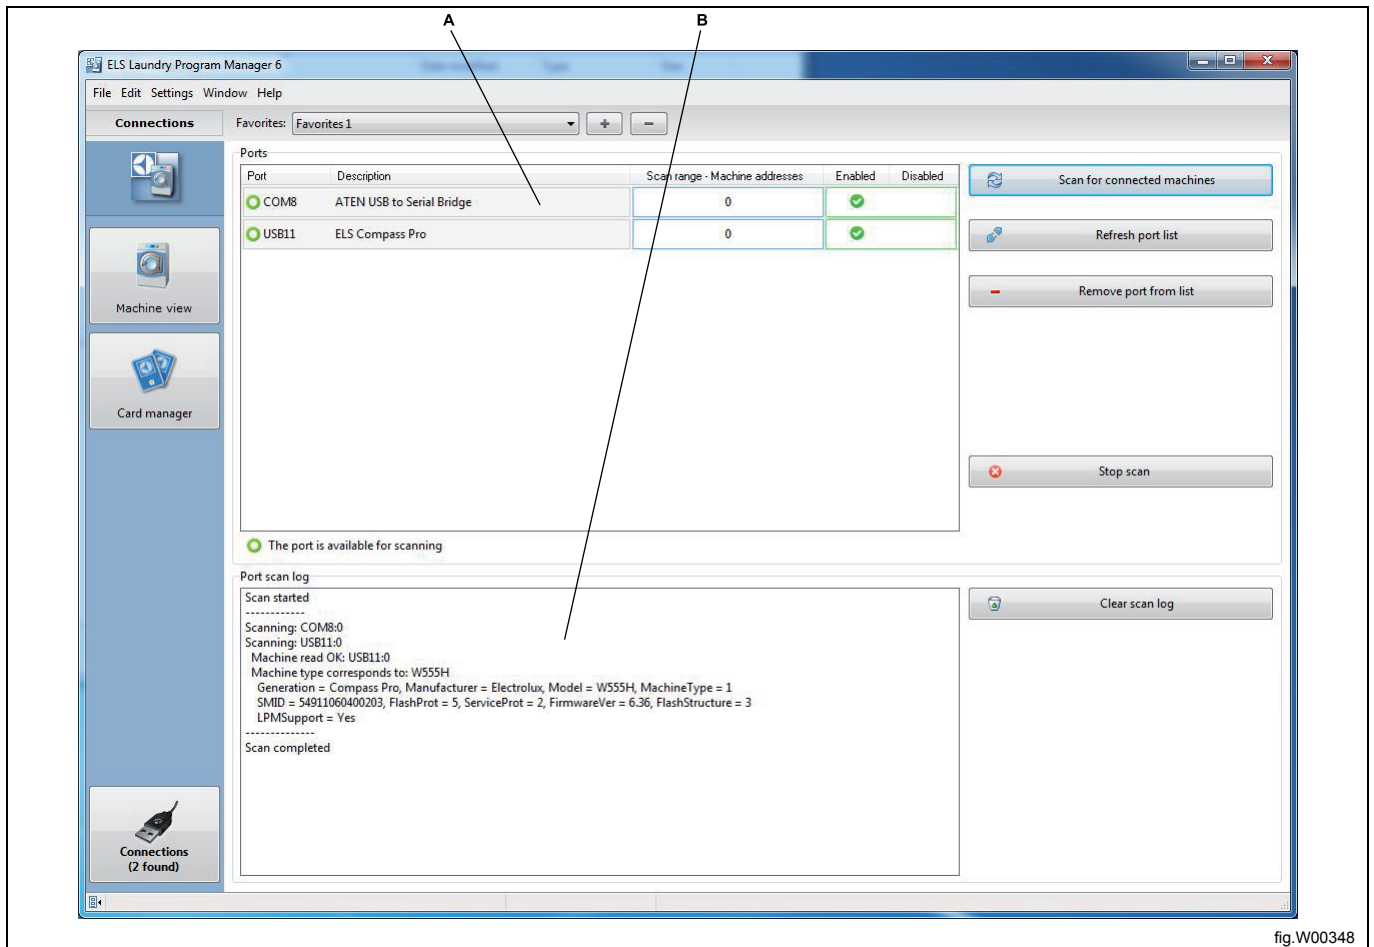 A B
ELS Laundry Program Manager 6
File Edit Settings Window Help
Connections
Favorites: Favorites 1
Ports
Port Description Scan range - Machine addresses Enabled Disabled
COM8 ATEN USB to Serial Bridge 0
USB11 ELS Compass Pro 0
Scan for connected machines
Refresh port list
Remove port from list
Machine view
Card manager
Stop scan
The port is available for scanning
Port scan log
Scan started
------------
Scanning: COM8:0
Scanning: USB11:0
Machine read OK: USB11:0
Machine type corresponds to: W555H
Generation = Compass Pro, Manufacturer = Electrolux, Model = W555H, MachineType = 1
SMID = 54911060400203, FlashProt = 5, ServiceProt = 2, FirmwareVer = 6.36, FlashStructure = 3
LPMSupport = Yes
--------------
Scan completed
Clear scan log
Connections
(2 found)
fig.W00348